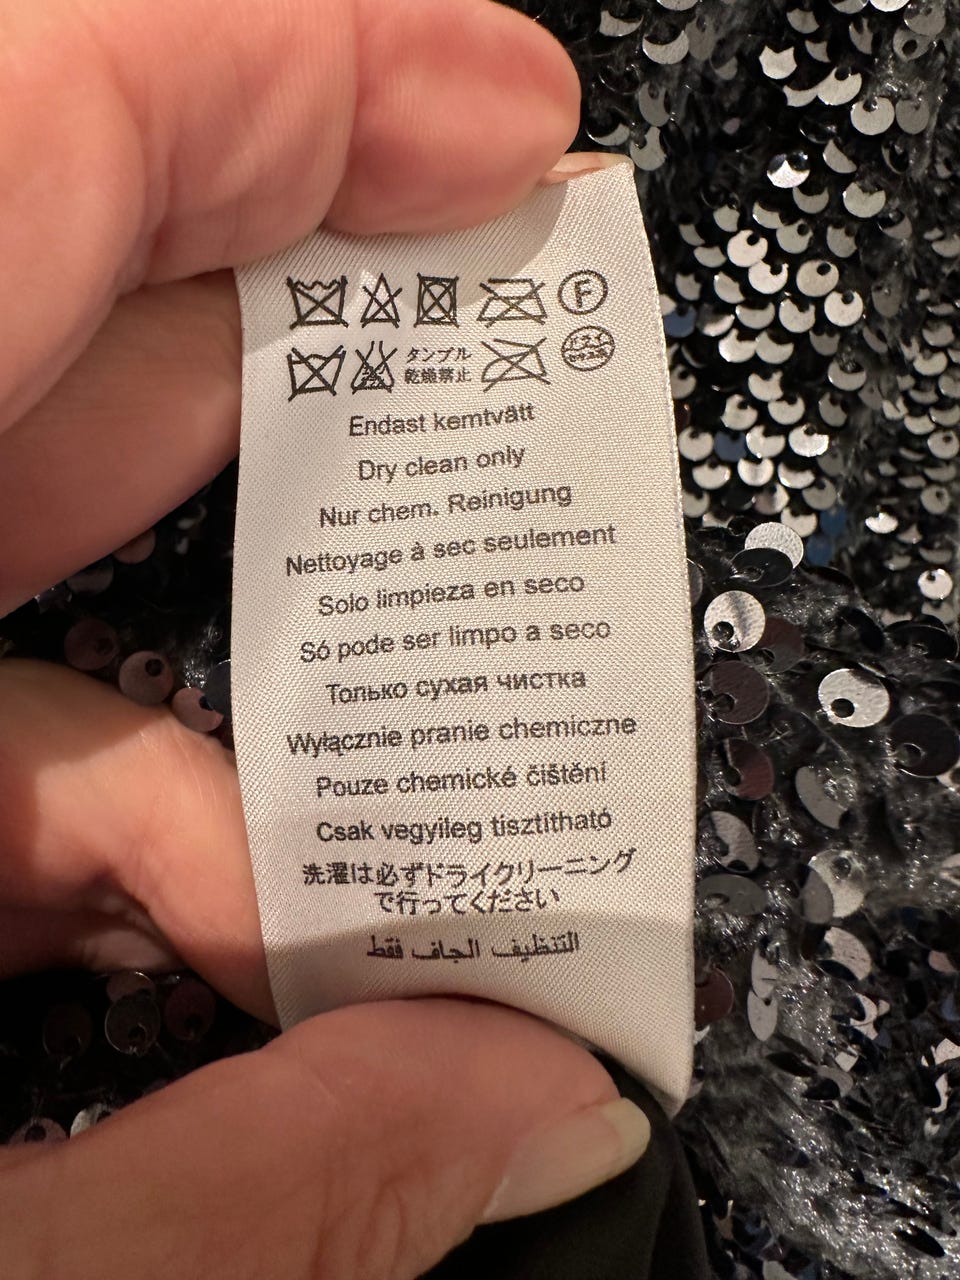 F
タンブル
乾燥禁止
Endast kemtvätt
Dry clean only
Nur chem. Reinigung
Nettoyage à sec seulement
Solo limpieza en seco
Só pode ser limpo a seco
Только сухая чистка
Wyłącznie pranie chemiczne
Pouze chemické čištění
Csak vegyileg tisztítható
洗濯は必ずドライクリーニング
で行ってください
التنظيف الجاف فقط